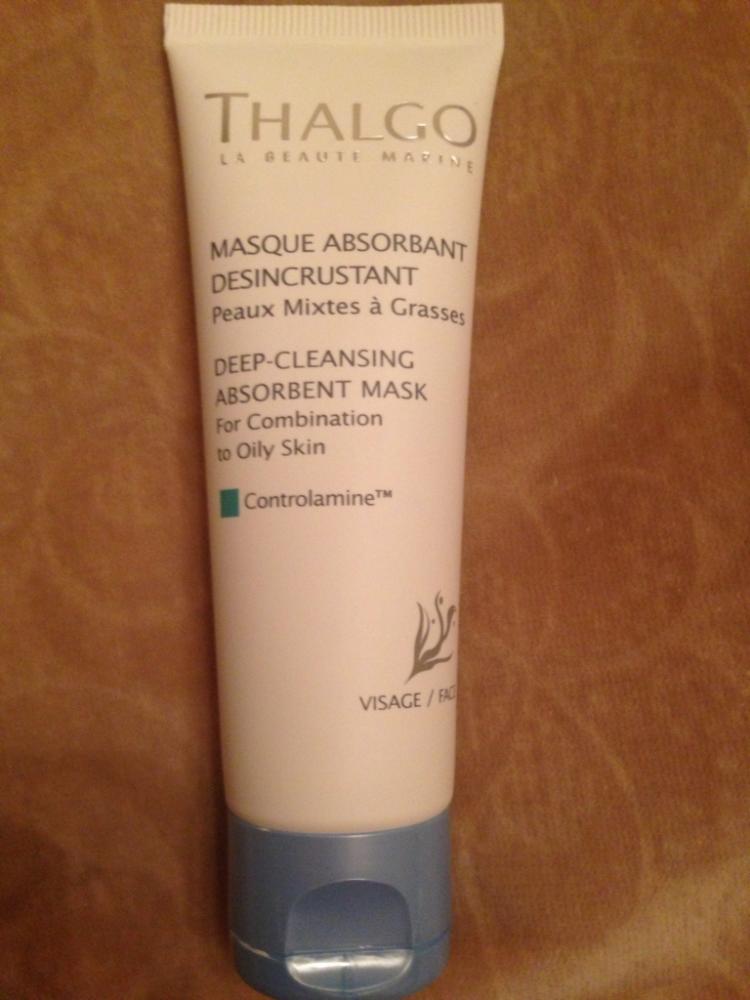 THALGO
LA BEAUTE MARINE
MASQUE ABSORBANT
DESINCRUSTANT
Peaux Mixtes à Grasses
DEEP-CLEANSING
ABSORBENT MASK
For Combination
to Oily Skin
Controlamine™
VISAGE / FACE